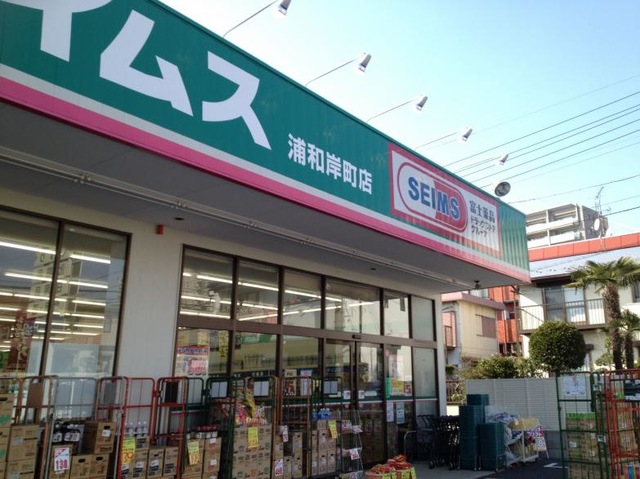 イムス
浦和岸町店
SEIMS
富士薬品
ドラッグストア
グループ
138